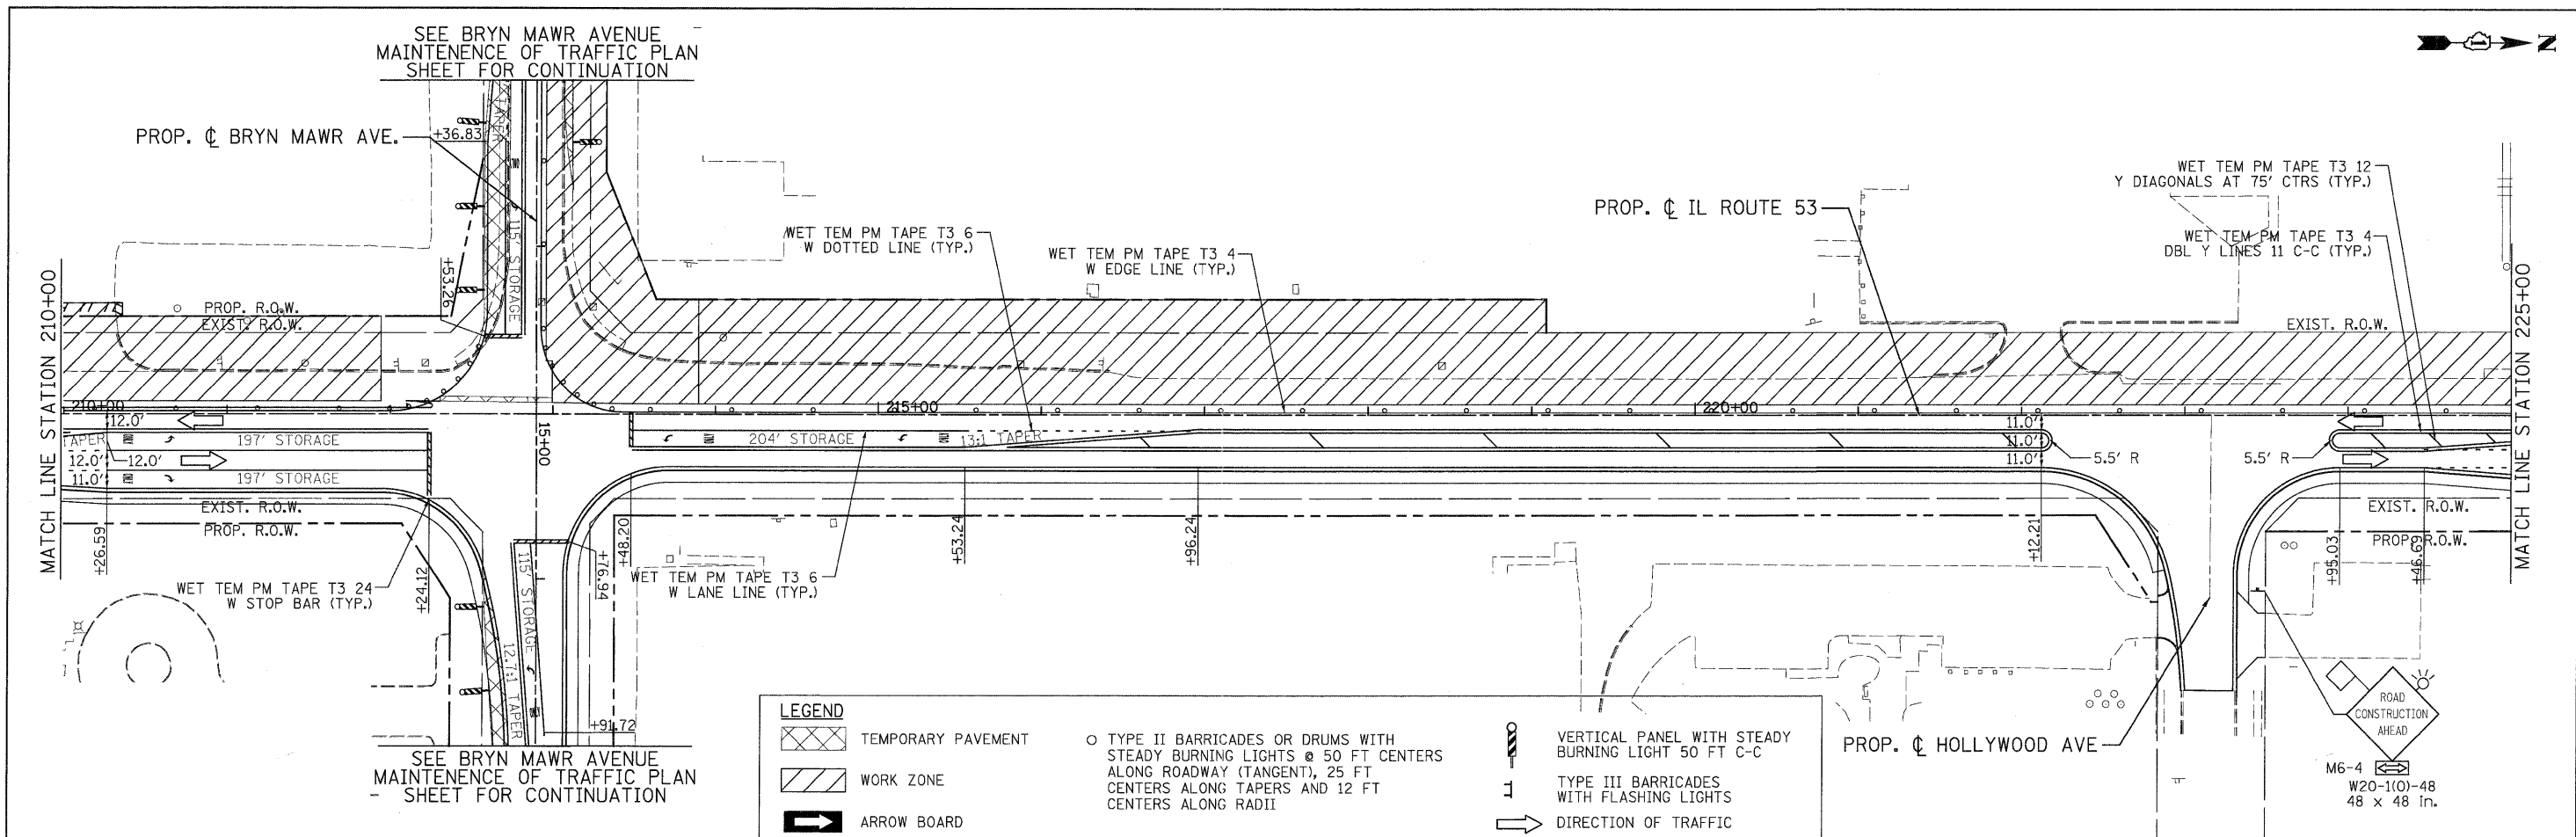 SEE BRYN MAWR AVENUE
MAINTENENCE OF TRAFFIC PLAN
SHEET FOR CONTINUATION
N
PROP. ℄ BRYN MAWR AVE.
+36.83
TAPER
115' STORAGE
+53.26
WET TEM PM TAPE T3 6
W DOTTED LINE (TYP.)
WET TEM PM TAPE T3 4
W EDGE LINE (TYP.)
PROP. ℄ IL ROUTE 53
WET TEM PM TAPE T3 12
Y DIAGONALS AT 75' CTRS (TYP.)
WET TEM PM TAPE T3 4
DBL Y LINES 11 C-C (TYP.)
MATCH LINE STATION 210+00
PROP. R.O.W.
EXIST. R.O.W.
EXIST. R.O.W.
MATCH LINE STATION 225+00
210+00
215+00
220+00
12.0'
TAPER
197' STORAGE
12.0'
12.0'
11.0'
197' STORAGE
15+00
204' STORAGE
13:1 TAPER
11.0'
11.0'
11.0'
5.5' R
5.5' R
EXIST. R.O.W.
PROP. R.O.W.
EXIST. R.O.W.
PROP. R.O.W.
+26.59
+24.12
+76.94
+48.20
+53.24
+96.24
+12.21
+95.03
+46.69
WET TEM PM TAPE T3 24
W STOP BAR (TYP.)
WET TEM PM TAPE T3 6
W LANE LINE (TYP.)
115' STORAGE
12.7:1 TAPER
ONLY
+91.72
SEE BRYN MAWR AVENUE
MAINTENENCE OF TRAFFIC PLAN
SHEET FOR CONTINUATION
LEGEND
TEMPORARY PAVEMENT
WORK ZONE
ARROW BOARD
TYPE II BARRICADES OR DRUMS WITH
STEADY BURNING LIGHTS @ 50 FT CENTERS
ALONG ROADWAY (TANGENT), 25 FT
CENTERS ALONG TAPERS AND 12 FT
CENTERS ALONG RADII
VERTICAL PANEL WITH STEADY
BURNING LIGHT 50 FT C-C
TYPE III BARRICADES
WITH FLASHING LIGHTS
DIRECTION OF TRAFFIC
PROP. ℄ HOLLYWOOD AVE
ROAD
CONSTRUCTION
AHEAD
M6-4
W20-1(O)-48
48 x 48 in.